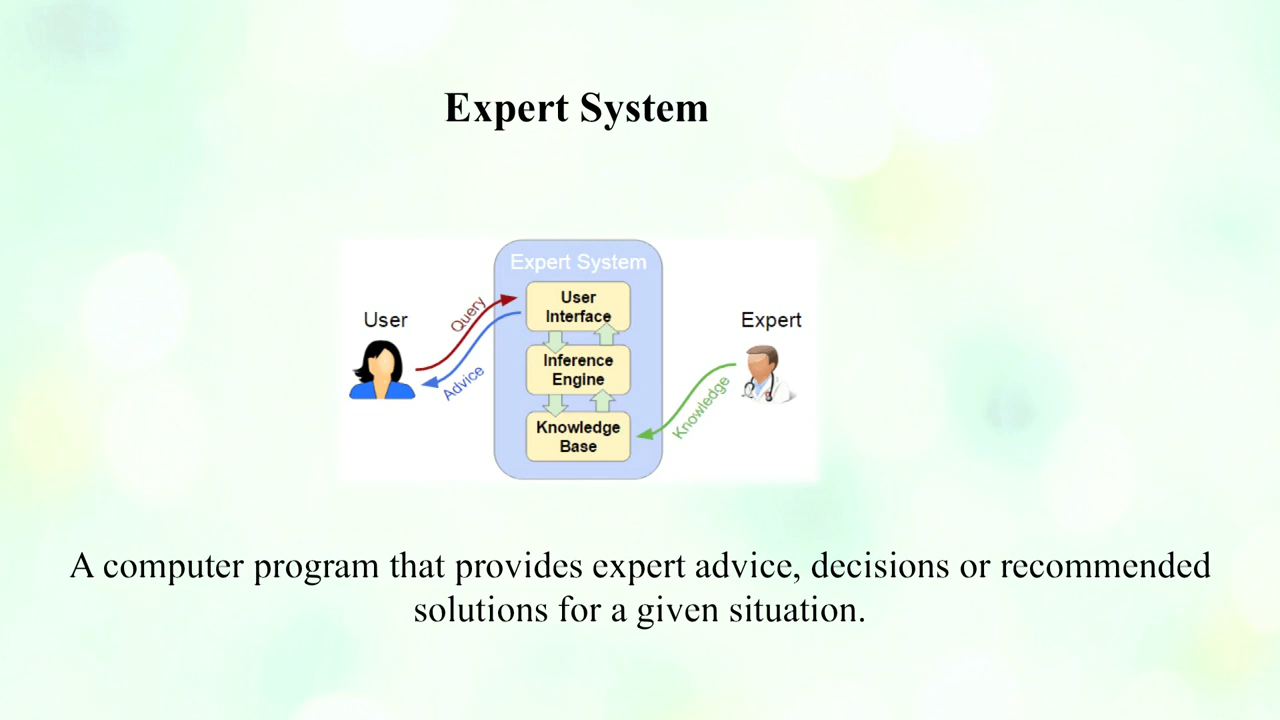 Expert System
Expert System
User
Interface
Inference
Engine
Knowledge
Base
User
Query
Advice
Expert
Knowledge
A computer program that provides expert advice, decisions or recommended
solutions for a given situation.